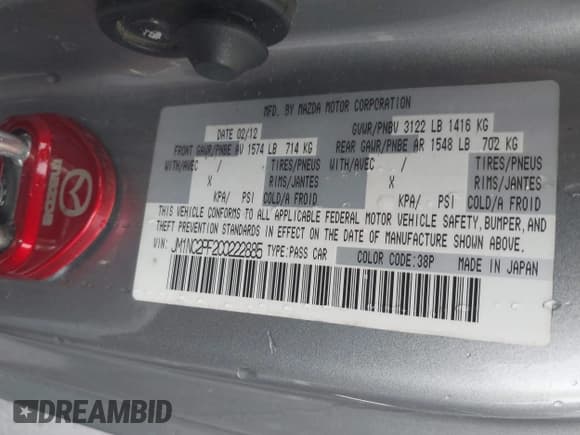 MFD. BY MAZDA MOTOR CORPORATION
DATE 02/12 GVWR/PNBV 3122 LB 1416 KG
FRONT GAWR/PNBE AV 1574 LB 714 KG REAR GAWR/PNBE AR 1548 LB 702 KG
WITH/AVEC / TIRES/PNEUS WITH/AVEC / TIRES/PNEUS
X RIMS/JANTES X RIMS/JANTES
KPA/ PSI COLD/A FROID KPA/ PSI COLD/A FROID
THIS VEHICLE CONFORMS TO ALL APPLICABLE FEDERAL MOTOR VEHICLE SAFETY, BUMPER, AND
THEFT PREVENTION STANDARDS IN EFFECT ON THE DATE OF MANUFACTURE SHOWN ABOVE.
VIN: JM1NC2PF2C0222885 TYPE:PASS CAR COLOR CODE:38P MADE IN JAPAN
mazda
DREAMBID